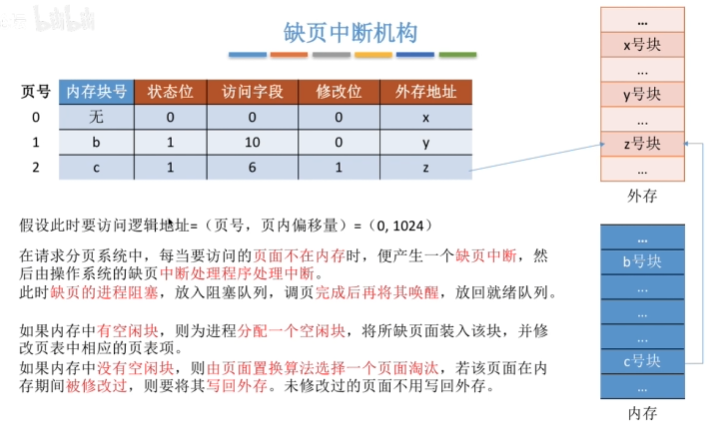 缺页中断机构
页号 内存块号 状态位 访问字段 修改位 外存地址
0 无 0 0 0 x
1 b 1 10 0 y
2 c 1 6 1 z
假设此时要访问逻辑地址=(页号，页内偏移量)=(0, 1024)
在请求分页系统中，每当要访问的页面不在内存时，便产生一个缺页中断，然
后由操作系统的缺页中断处理程序处理中断。
此时缺页的进程阻塞，放入阻塞队列，调页完成后再将其唤醒，放回就绪队列。
如果内存中有空闲块，则为进程分配一个空闲块，将所缺页面装入该块，并修
改页表中相应的页表项。
如果内存中没有空闲块，则由页面置换算法选择一个页面淘汰，若该页面在内
存期间被修改过，则要将其写回外存。未修改过的页面不用写回外存。
...
x号块
...
y号块
...
z号块
...
外存
...
b号块
...
...
...
c号块
...
内存